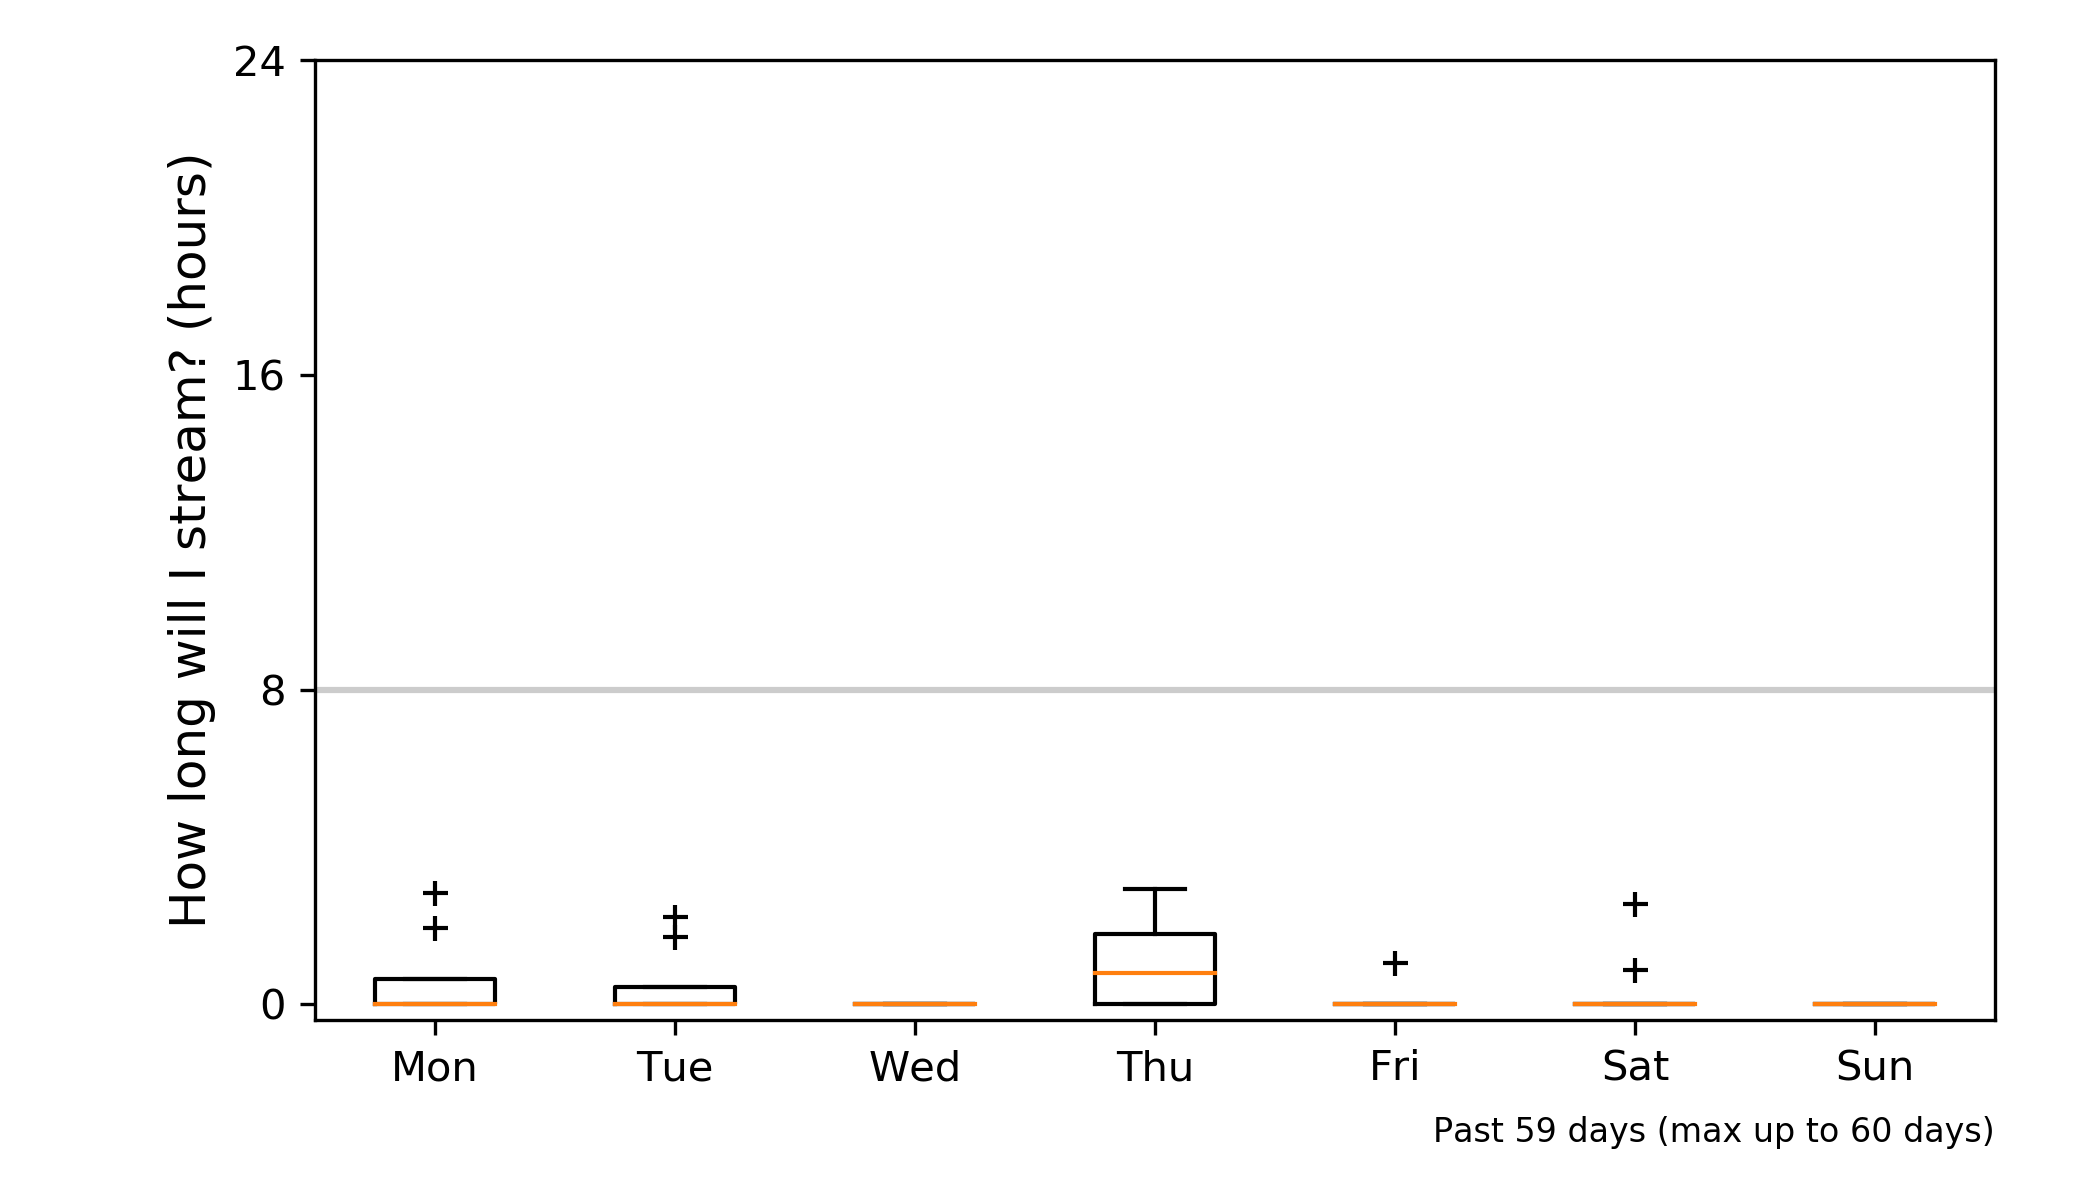 How long will I stream? (hours)
24
16
8
0
Mon Tue Wed Thu Fri Sat Sun
Past 59 days (max up to 60 days)